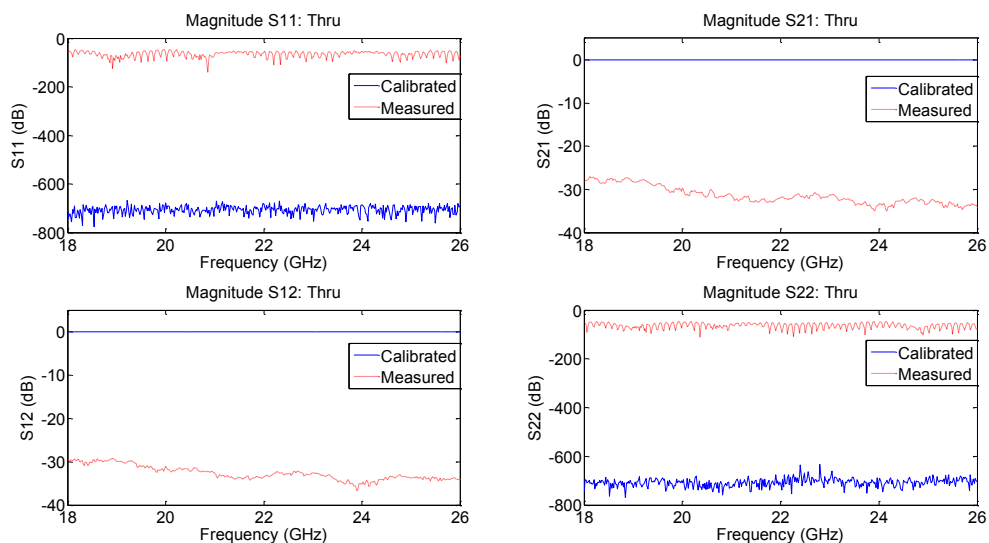 Magnitude S11: Thru
0
-200
-400
-600
-800
S11 (dB)
Calibrated
Measured
18
20
22
24
26
Frequency (GHz)
Magnitude S21: Thru
0
-10
-20
-30
-40
S21 (dB)
Calibrated
Measured
18
20
22
24
26
Frequency (GHz)
Magnitude S12: Thru
0
-10
-20
-30
-40
S12 (dB)
Calibrated
Measured
18
20
22
24
26
Frequency (GHz)
Magnitude S22: Thru
0
-200
-400
-600
-800
S22 (dB)
Calibrated
Measured
18
20
22
24
26
Frequency (GHz)